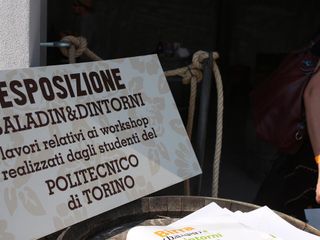 ESPOSIZIONE
BALADIN&DINTORNI
lavori relativi ai workshop
realizzati dagli studenti del
POLITECNICO
di TORINO